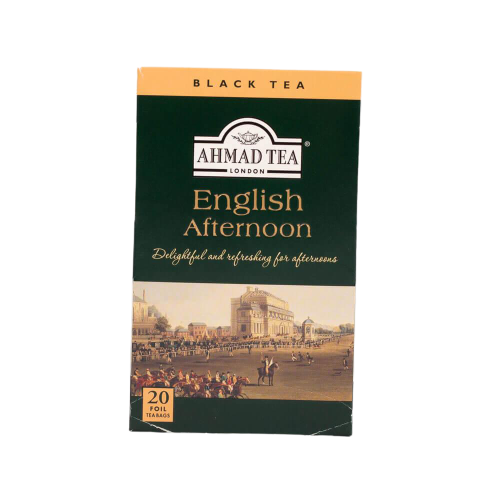 BLACK TEA
AHMAD TEA®
LONDON
English
Afternoon
Delightful and refreshing for afternoons
20
FOIL
TEABAGS